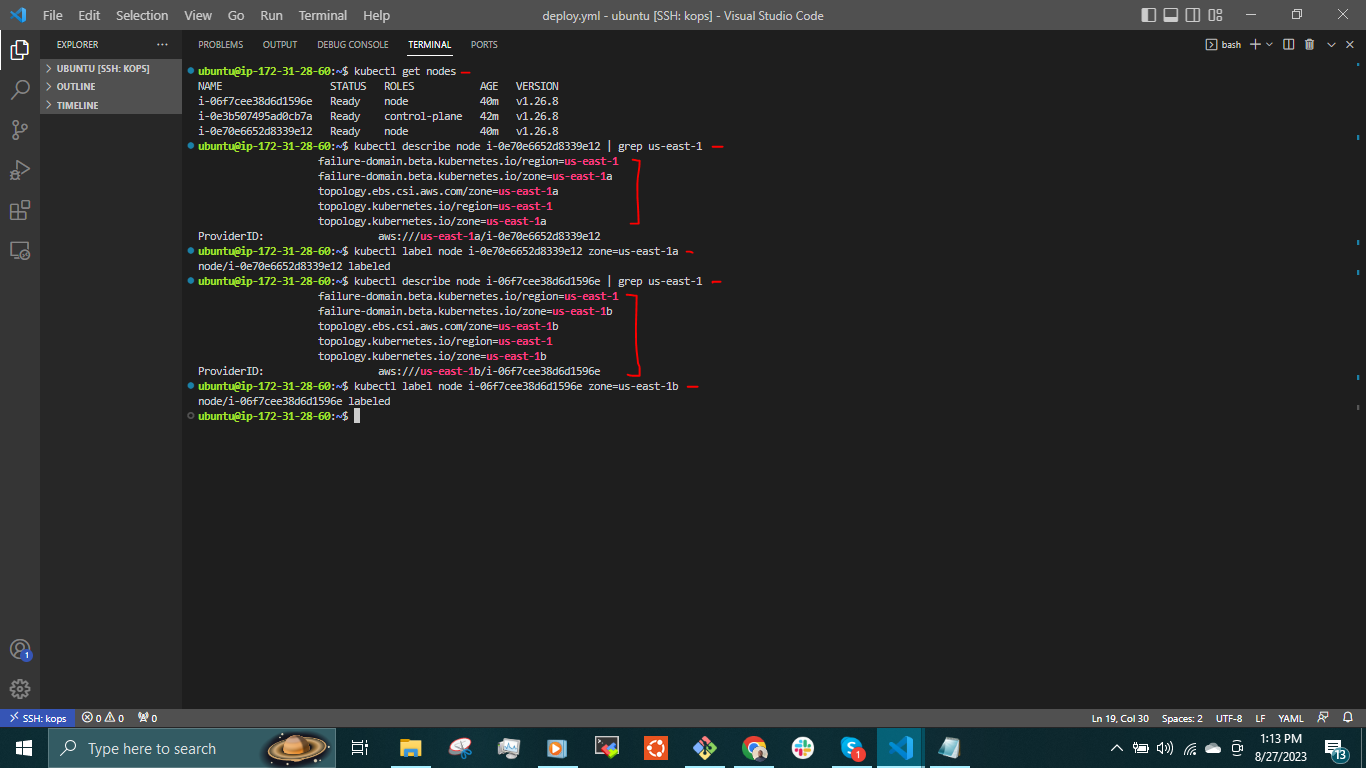 File Edit Selection View Go Run Terminal Help
deploy.yml - ubuntu [SSH: kops] - Visual Studio Code
EXPLORER
UBUNTU [SSH: KOPS]
OUTLINE
TIMELINE
PROBLEMS OUTPUT DEBUG CONSOLE TERMINAL PORTS
bash
ubuntu@ip-172-31-28-60:~$ kubectl get nodes
NAME STATUS ROLES AGE VERSION
i-06f7cee38d6d1596e Ready node 40m v1.26.8
i-0e3b507495ad0cb7a Ready control-plane 42m v1.26.8
i-0e70e6652d8339e12 Ready node 40m v1.26.8
ubuntu@ip-172-31-28-60:~$ kubectl describe node i-0e70e6652d8339e12 | grep us-east-1
failure-domain.beta.kubernetes.io/region=us-east-1
failure-domain.beta.kubernetes.io/zone=us-east-1a
topology.ebs.csi.aws.com/zone=us-east-1a
topology.kubernetes.io/region=us-east-1
topology.kubernetes.io/zone=us-east-1a
ProviderID: aws:///us-east-1a/i-0e70e6652d8339e12
ubuntu@ip-172-31-28-60:~$ kubectl label node i-0e70e6652d8339e12 zone=us-east-1a
node/i-0e70e6652d8339e12 labeled
ubuntu@ip-172-31-28-60:~$ kubectl describe node i-06f7cee38d6d1596e | grep us-east-1
failure-domain.beta.kubernetes.io/region=us-east-1
failure-domain.beta.kubernetes.io/zone=us-east-1b
topology.ebs.csi.aws.com/zone=us-east-1b
topology.kubernetes.io/region=us-east-1
topology.kubernetes.io/zone=us-east-1b
ProviderID: aws:///us-east-1b/i-06f7cee38d6d1596e
ubuntu@ip-172-31-28-60:~$ kubectl label node i-06f7cee38d6d1596e zone=us-east-1b
node/i-06f7cee38d6d1596e labeled
ubuntu@ip-172-31-28-60:~$
1
SSH: kops 0 0 0
Ln 19, Col 30 Spaces: 2 UTF-8 LF YAML
Type here to search
1
1:13 PM
8/27/2023
13